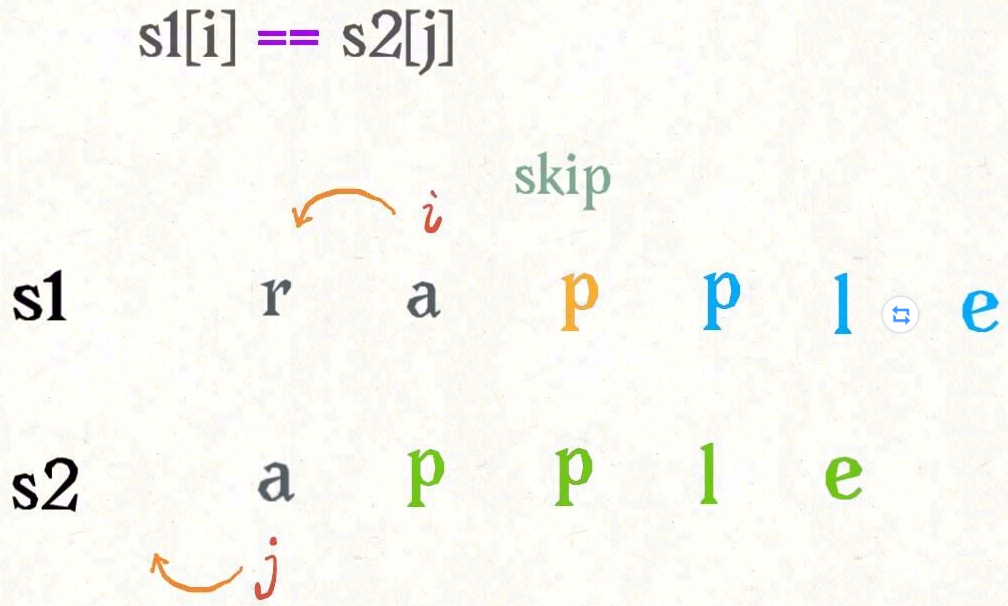 s1[i] == s2[j]
skip
i
s1 r a p p l e
s2 a p p l e
j